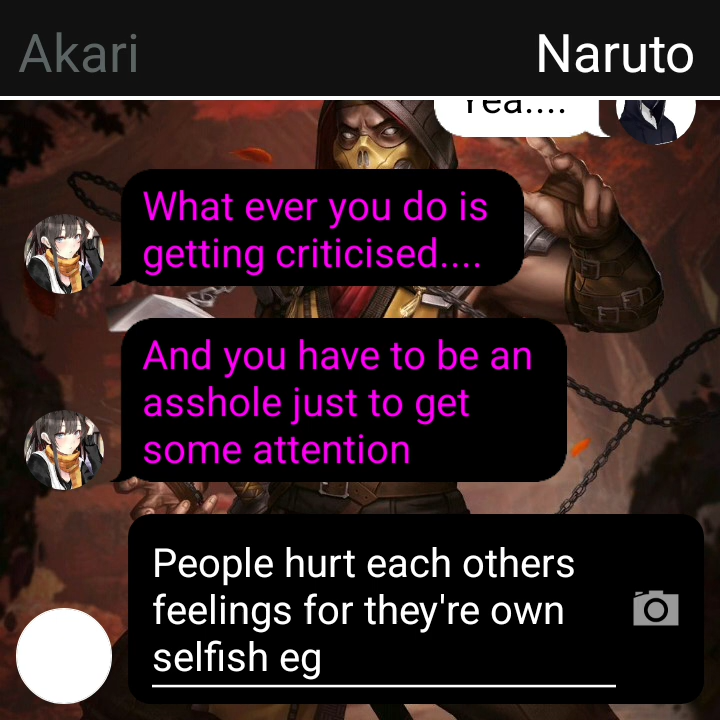 Akari
Naruto
Yea....
What ever you do is
getting criticised....
And you have to be an
asshole just to get
some attention
People hurt each others
feelings for they're own
selfish eg